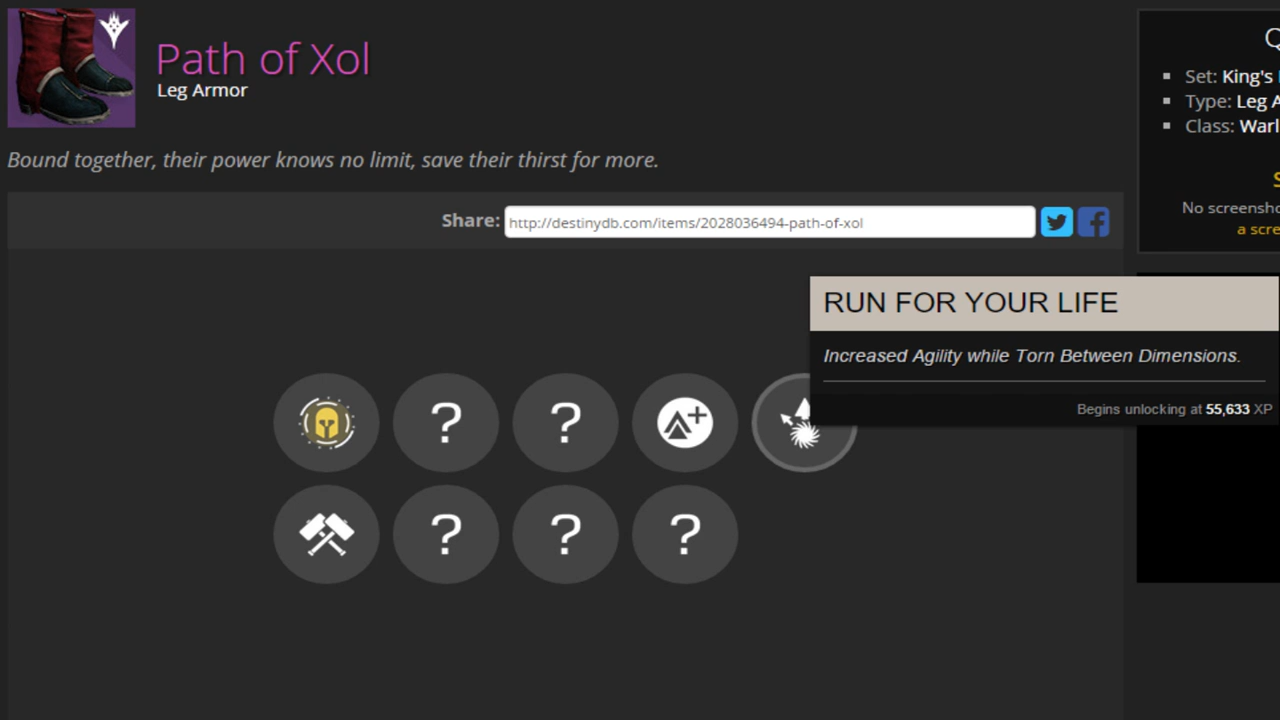 Path of Xol
Leg Armor
Bound together, their power knows no limit, save their thirst for more.
Share: http://destinydb.com/items/2028036494-path-of-xol
Set: King's
Type: Leg
Class:
No
RUN FOR YOUR LIFE
Increased Agility while Torn Between Dimensions.
Begins unlocking at 55,633 XP
? ? 
? ? ?
a